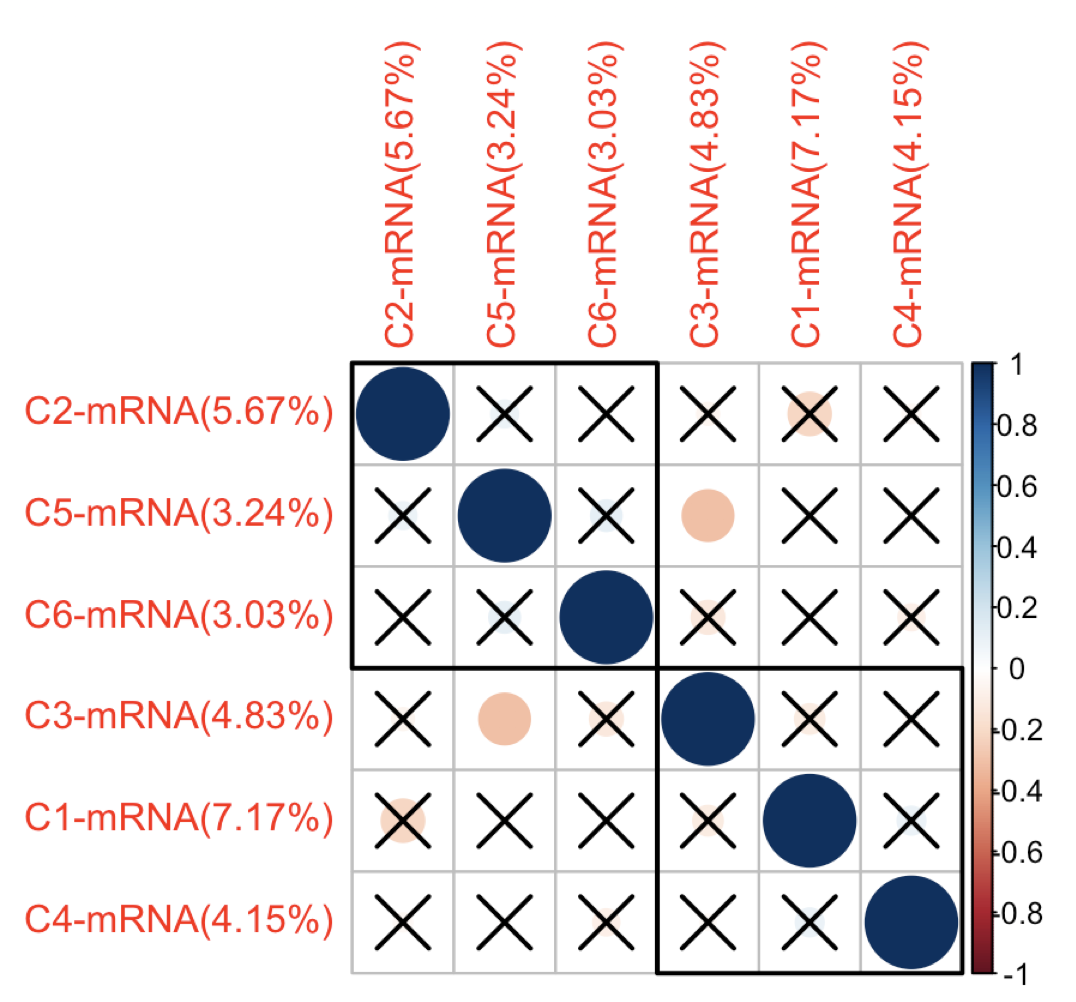 C2-mRNA(5.67%)
C5-mRNA(3.24%)
C6-mRNA(3.03%)
C3-mRNA(4.83%)
C1-mRNA(7.17%)
C4-mRNA(4.15%)
C2-mRNA(5.67%)
C5-mRNA(3.24%)
C6-mRNA(3.03%)
C3-mRNA(4.83%)
C1-mRNA(7.17%)
C4-mRNA(4.15%)
1
0.8
0.6
0.4
0.2
0
-0.2
-0.4
-0.6
-0.8
-1